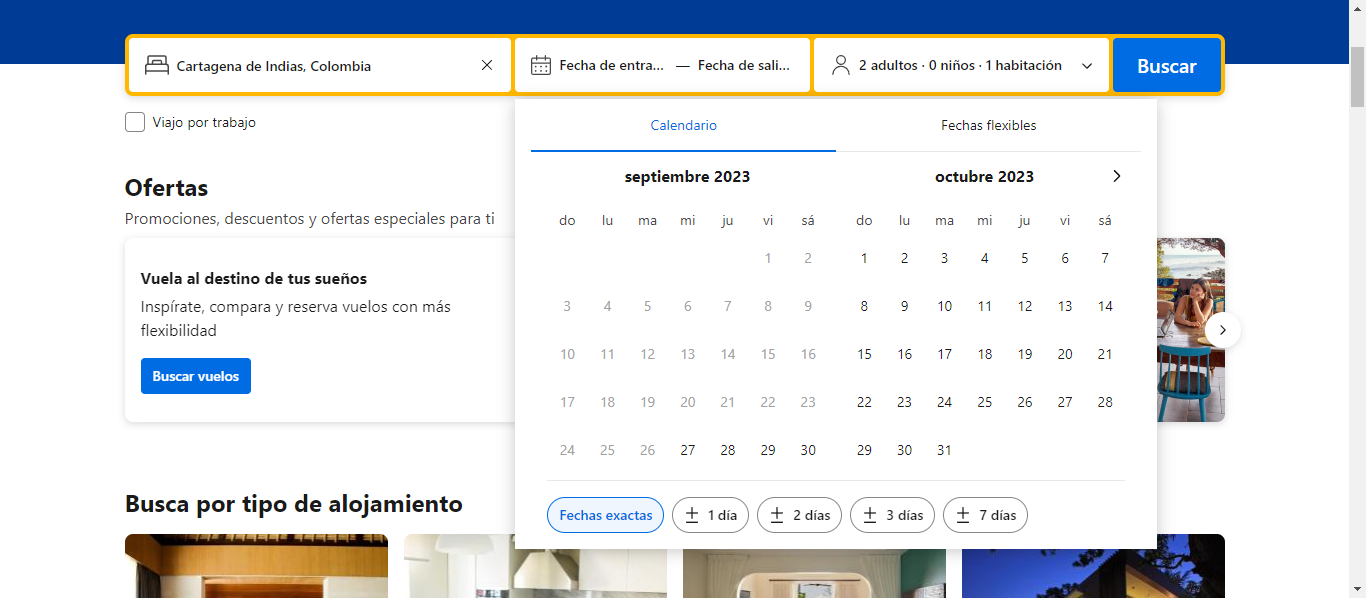 Cartagena de Indias, Colombia
Fecha de entra... — Fecha de sali...
2 adultos · 0 niños · 1 habitación
Buscar
Viajo por trabajo
Calendario
Fechas flexibles
Ofertas
Promociones, descuentos y ofertas especiales para ti
Vuela al destino de tus sueños
Inspírate, compara y reserva vuelos con más
flexibilidad
Buscar vuelos
septiembre 2023
do lu ma mi ju vi sá
1 2
3 4 5 6 7 8 9
10 11 12 13 14 15 16
17 18 19 20 21 22 23
24 25 26 27 28 29 30
octubre 2023
do lu ma mi ju vi sá
1 2 3 4 5 6 7
8 9 10 11 12 13 14
15 16 17 18 19 20 21
22 23 24 25 26 27 28
29 30 31
Fechas exactas
± 1 día
± 2 días
± 3 días
± 7 días
Busca por tipo de alojamiento